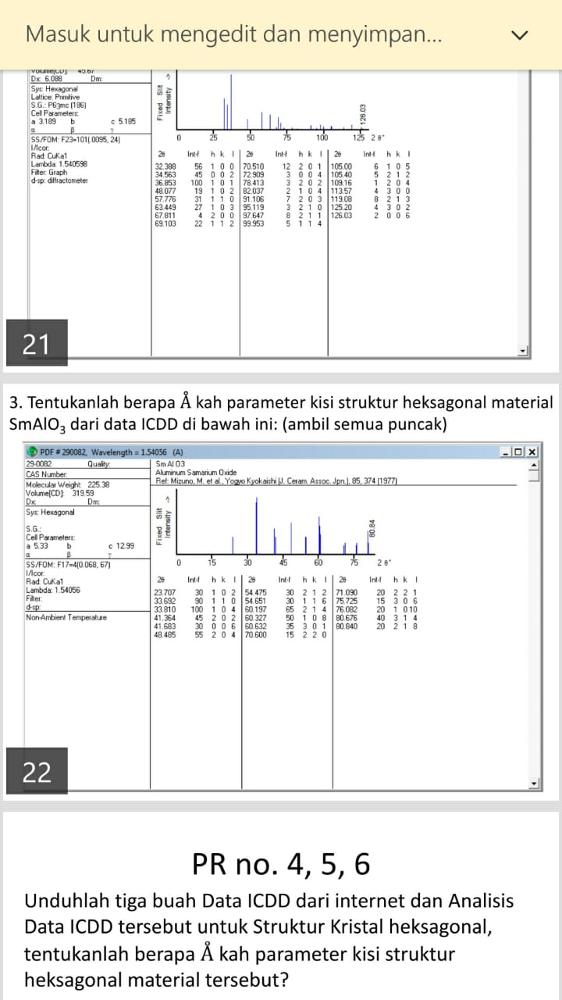 Masuk untuk mengedit dan menyimpan...
Volume[CD]: 45.67
Dx: 6.088 Dm:
Sys: Hexagonal
Lattice: Primitive
S.G.: P63mc (186)
Cell Parameters:
a 3.189 b c 5.185
α β γ
SS/FOM: F23=101(.0095, 24)
I/Icor:
Rad: CuKa1
Lambda: 1.540598
Filter: Graph
d-sp: diffractometer
Fixed Slit
Intensity ->
126.03
0 25 50 75 100 125 2 θ°
2θ Int-f h k l 2θ Int-f h k l 2θ Int-f h k l
32.388 56 1 0 0 70.510 12 2 0 1 105.00 6 1 0 5
34.563 45 0 0 2 72.909 3 0 0 4 105.40 5 2 1 2
36.853 100 1 0 1 78.413 3 2 0 2 109.16 1 2 0 4
48.077 19 1 0 2 82.037 2 1 0 4 113.57 4 3 0 0
57.776 31 1 1 0 91.106 7 2 0 3 119.08 8 2 1 3
63.449 27 1 0 3 95.119 3 2 1 0 125.20 4 3 0 2
67.811 4 2 0 0 97.647 8 2 1 1 126.03 2 0 0 6
69.103 22 1 1 2 99.953 5 1 1 4
21
3. Tentukanlah berapa Å kah parameter kisi struktur heksagonal material
SmAlO3 dari data ICDD di bawah ini: (ambil semua puncak)
PDF # 290082, Wavelength = 1.54056 (A)
29-0082 Quality:
CAS Number:
Molecular Weight: 225.38
Volume[CD]: 319.59
Dx: Dm:
Sys: Hexagonal
S.G.:
Cell Parameters:
a 5.33 b c 12.99
α β γ
SS/FOM: F17=4(0.068, 67)
I/Icor:
Rad: CuKa1
Lambda: 1.54056
Filter:
d-sp:
Non-Ambient Temperature
Sm Al O3
Aluminum Samarium Oxide
Ref: Mizuno, M. et al., Yogyo Kyokaishi (J. Ceram. Assoc. Jpn.), 85, 374 (1977)
Fixed Slit
Intensity ->
80.84
0 15 30 45 60 75 2 θ°
2θ Int-f h k l 2θ Int-f h k l 2θ Int-f h k l
23.707 30 1 0 2 54.475 30 2 1 2 71.090 20 2 2 1
33.692 90 1 1 0 54.651 30 1 1 6 75.725 15 3 0 6
33.810 100 1 0 4 60.197 65 2 1 4 76.082 20 1 0 10
41.364 45 2 0 2 60.327 50 1 0 8 80.676 40 3 1 4
41.683 30 0 0 6 60.632 35 3 0 1 80.840 20 2 1 8
48.485 55 2 0 4 70.600 15 2 2 0
22
PR no. 4, 5, 6
Unduhlah tiga buah Data ICDD dari internet dan Analisis
Data ICDD tersebut untuk Struktur Kristal heksagonal,
tentukanlah berapa Å kah parameter kisi struktur
heksagonal material tersebut?